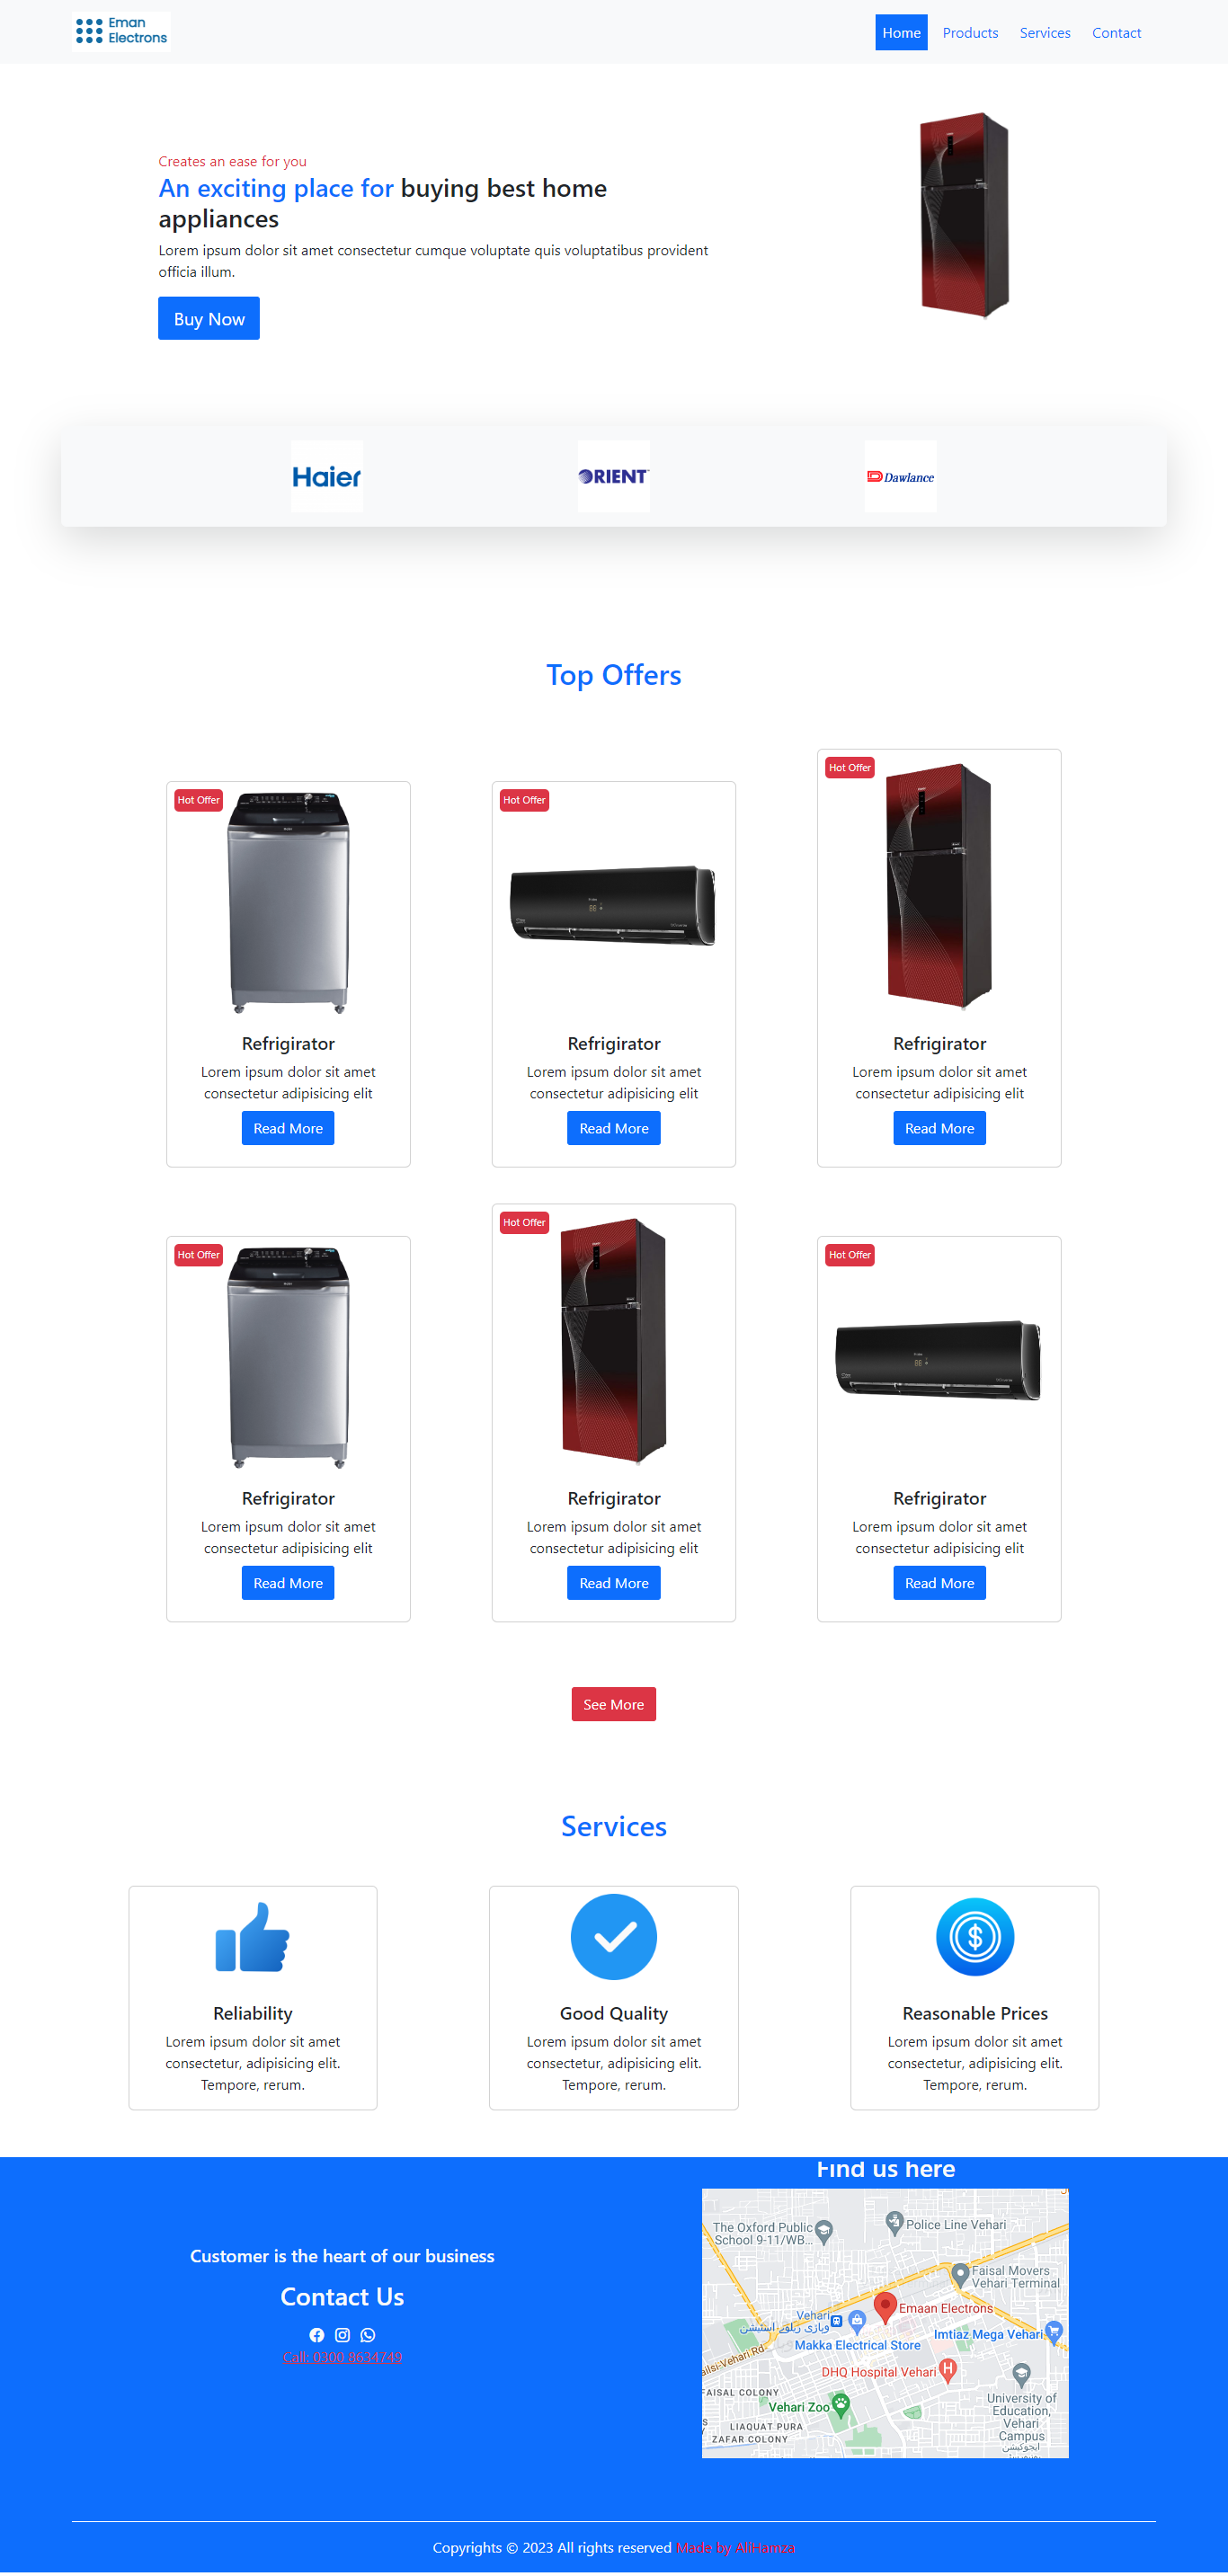 Eman
Electrons
Home Products Services Contact
Creates an ease for you
An exciting place for buying best home
appliances
Lorem ipsum dolor sit amet consectetur cumque voluptate quis voluptatibus provident
officia illum.
Buy Now
Haier
ORIENT
Dawlance
Top Offers
Hot Offer
Refrigirator
Lorem ipsum dolor sit amet
consectetur adipisicing elit
Read More
Hot Offer
Refrigirator
Lorem ipsum dolor sit amet
consectetur adipisicing elit
Read More
Hot Offer
Refrigirator
Lorem ipsum dolor sit amet
consectetur adipisicing elit
Read More
Hot Offer
Refrigirator
Lorem ipsum dolor sit amet
consectetur adipisicing elit
Read More
Hot Offer
Refrigirator
Lorem ipsum dolor sit amet
consectetur adipisicing elit
Read More
Hot Offer
Refrigirator
Lorem ipsum dolor sit amet
consectetur adipisicing elit
Read More
See More
Services
Reliability
Lorem ipsum dolor sit amet
consectetur, adipisicing elit.
Tempore, rerum.
Good Quality
Lorem ipsum dolor sit amet
consectetur, adipisicing elit.
Tempore, rerum.
Reasonable Prices
Lorem ipsum dolor sit amet
consectetur, adipisicing elit.
Tempore, rerum.
Customer is the heart of our business
Contact Us
Call: 0300 8634749
Find us here
The Oxford Public
School 9-11/WB...
Police Line Vehari
Faisal Movers
Vehari Terminal
Emaan Electrons
Vehari
وہاڑی ریلوے اسٹیشن
Makka Electrical Store
Imtiaz Mega Vehari
ailsi-Vehari Rd
DHQ Hospital Vehari
FAISAL COLONY
Vehari Zoo
University of
Education,
Vehari
Campus
LIAQUAT PURA
ZAFAR COLONY
Copyrights © 2023 All rights reserved Made by AliHamza